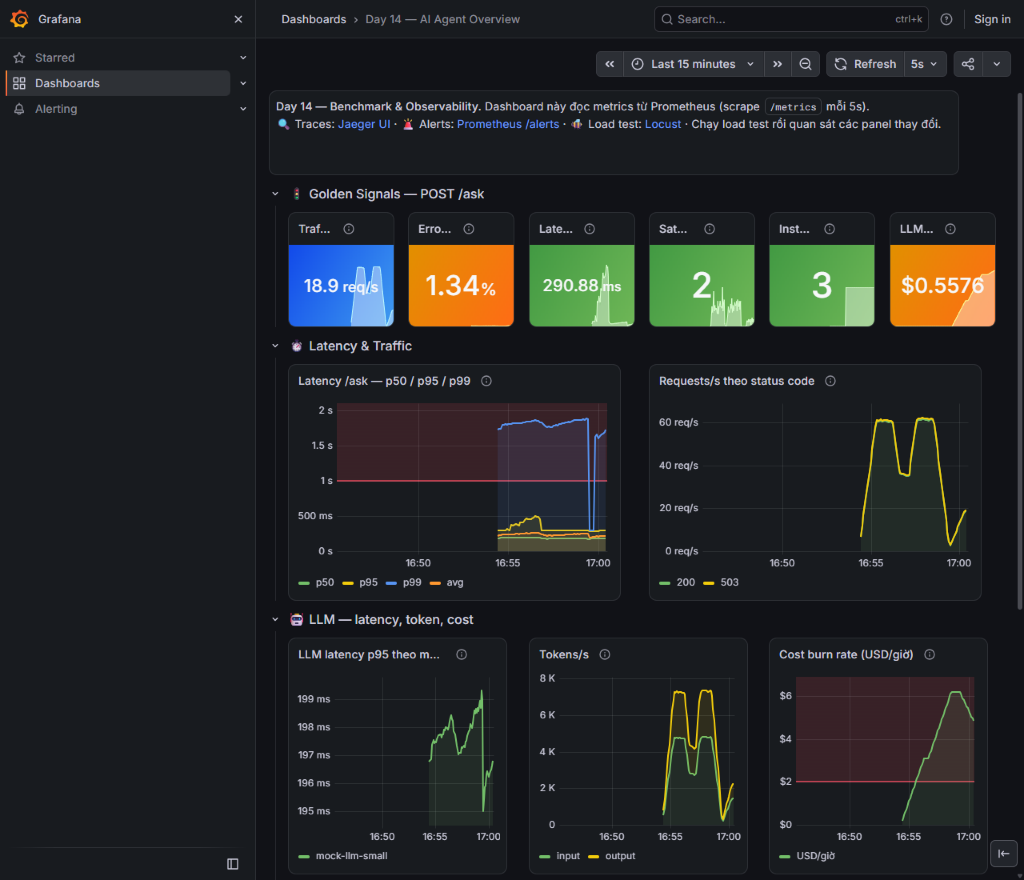 Grafana
Dashboards › Day 14 — AI Agent Overview
Search...
ctrl+k
Sign in
Starred
Dashboards
Alerting
Last 15 minutes
Refresh
5s
Day 14 — Benchmark & Observability. Dashboard này đọc metrics từ Prometheus (scrape /metrics mỗi 5s).
Traces: Jaeger UI · Alerts: Prometheus /alerts · Load test: Locust · Chạy load test rồi quan sát các panel thay đổi.
Golden Signals — POST /ask
Traf...
Erro...
Late...
Sat...
Inst...
LLM...
18.9 req/s
1.34%
290.88 ms
2
3
$0.5576
Latency & Traffic
Latency /ask — p50 / p95 / p99
2 s
1.5 s
1 s
500 ms
0 s
16:50
16:55
17:00
p50
p95
p99
avg
Requests/s theo status code
60 req/s
40 req/s
20 req/s
0 req/s
16:50
16:55
17:00
200
503
LLM — latency, token, cost
LLM latency p95 theo m...
199 ms
198 ms
197 ms
196 ms
195 ms
16:50
16:55
17:00
mock-llm-small
Tokens/s
8 K
6 K
4 K
2 K
0
16:50
16:55
17:00
input
output
Cost burn rate (USD/giờ)
$6
$4
$2
$0
16:50
16:55
17:00
USD/giờ